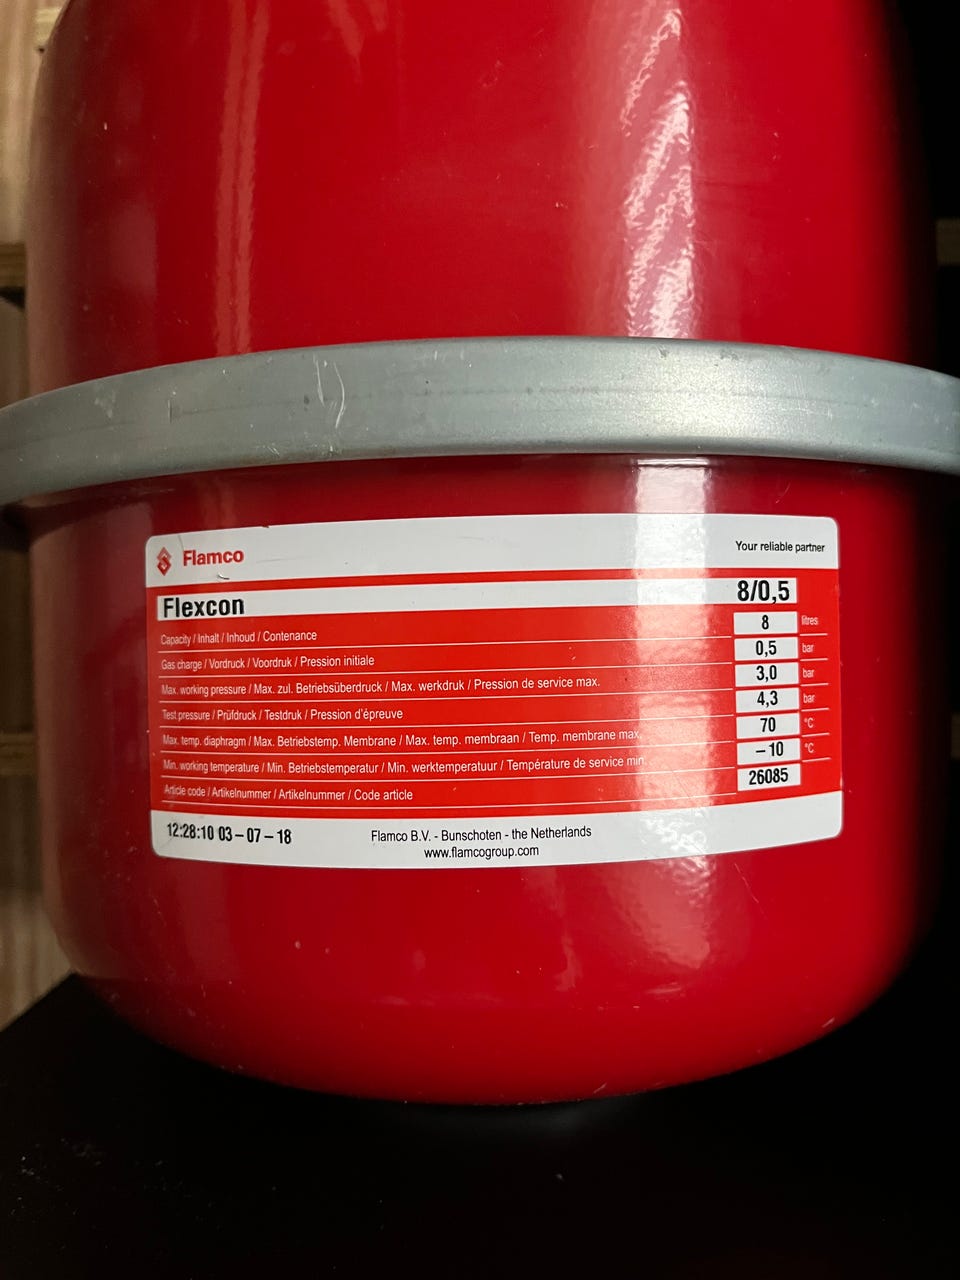 Flamco
Your reliable partner
Flexcon 8/0,5
Capacity / Inhalt / Inhoud / Contenance 8 litres
Gas charge / Vordruck / Voordruk / Pression initiale 0,5 bar
Max. working pressure / Max. zul. Betriebsüberdruck / Max. werkdruk / Pression de service max. 3,0 bar
Test pressure / Prüfdruck / Testdruk / Pression d'épreuve 4,3 bar
Max. temp. diaphragm / Max. Betriebstemp. Membrane / Max. temp. membraan / Temp. membrane max. 70 °C
Min. working temperature / Min. Betriebstemperatur / Min. werktemperatuur / Température de service min. – 10 °C
Article code / Artikelnummer / Artikelnummer / Code article 26085
12:28:10 03 – 07 – 18
Flamco B.V. - Bunschoten - the Netherlands
www.flamcogroup.com